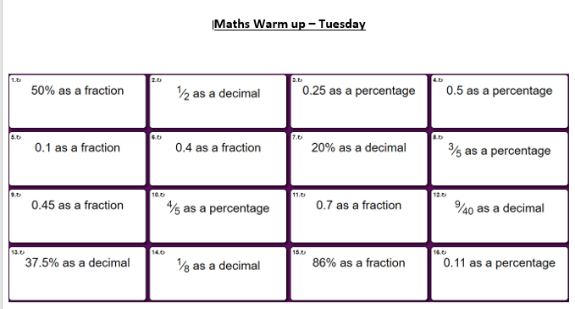 Maths Warm up – Tuesday
1.
50% as a fraction
2.
1/2 as a decimal
3.
0.25 as a percentage
4.
0.5 as a percentage
5.
0.1 as a fraction
6.
0.4 as a fraction
7.
20% as a decimal
8.
3/5 as a percentage
9.
0.45 as a fraction
10.
4/5 as a percentage
11.
0.7 as a fraction
12.
9/40 as a decimal
13.
37.5% as a decimal
14.
1/8 as a decimal
15.
86% as a fraction
16.
0.11 as a percentage